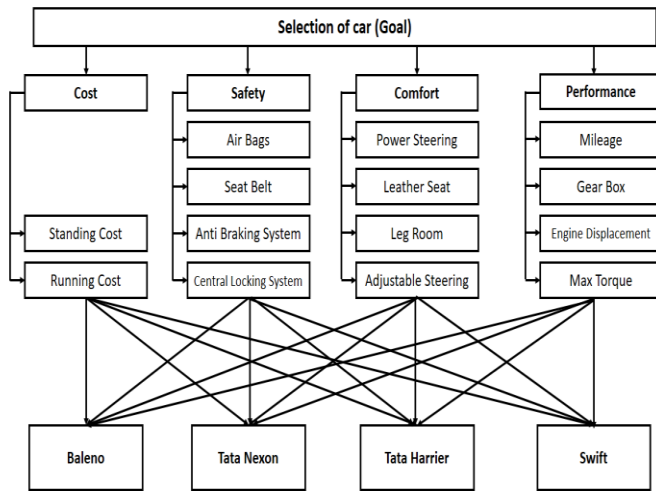 Selection of car (Goal)
Cost
Safety
Comfort
Performance
Air Bags
Power Steering
Mileage
Seat Belt
Leather Seat
Gear Box
Standing Cost
Anti Braking System
Leg Room
Engine Displacement
Running Cost
Central Locking System
Adjustable Steering
Max Torque
Baleno
Tata Nexon
Tata Harrier
Swift